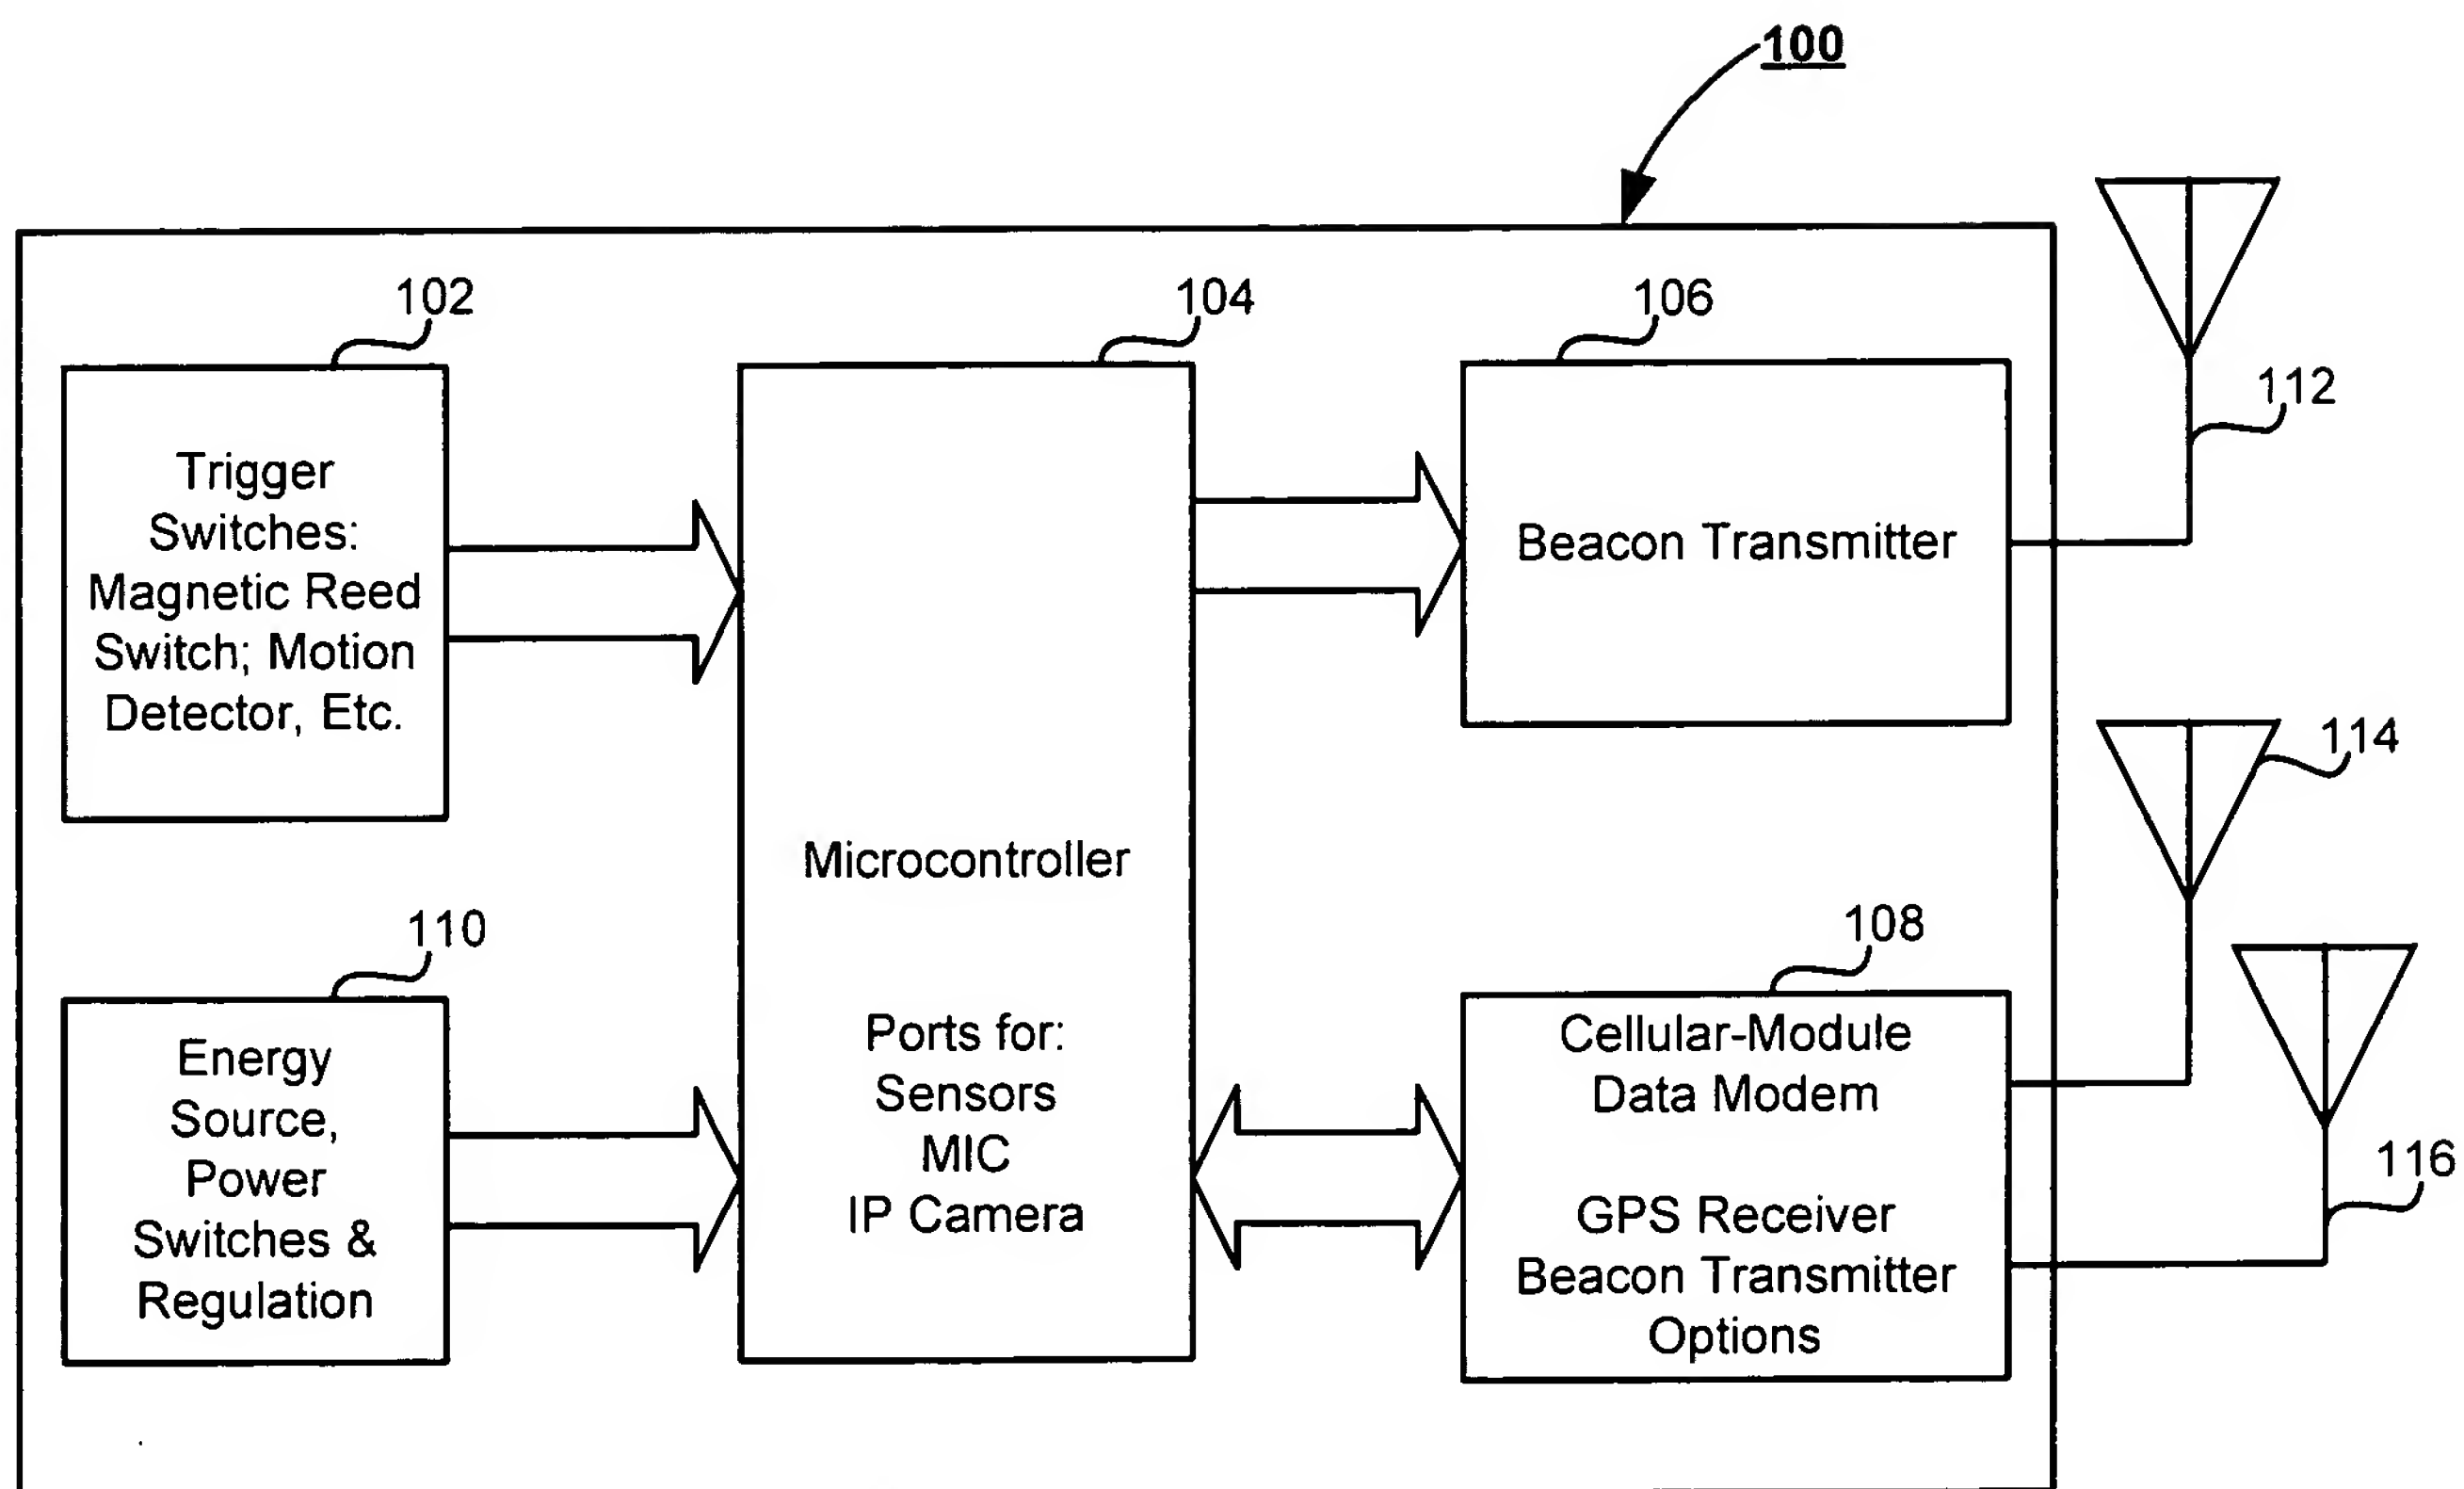 100
102
104
106
112
Trigger
Switches:
Magnetic Reed
Switch; Motion
Detector, Etc.
Beacon Transmitter
114
Microcontroller
Ports for:
Sensors
MIC
IP Camera
110
Energy
Source,
Power
Switches &
Regulation
108
Cellular-Module
Data Modem
GPS Receiver
Beacon Transmitter
Options
116